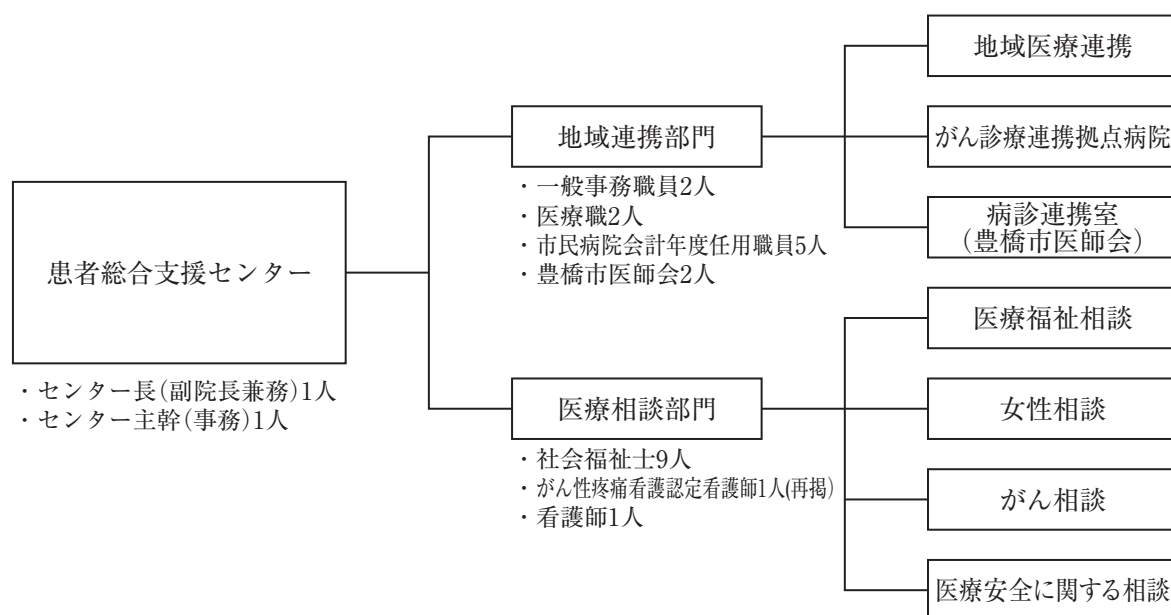 患者総合支援センター
・センター長(副院長兼務)1人
・センター主幹(事務)1人
地域連携部門
・一般事務職員2人
・医療職2人
・市民病院会計年度任用職員5人
・豊橋市医師会2人
地域医療連携
がん診療連携拠点病院
病診連携室
(豊橋市医師会)
医療相談部門
・社会福祉士9人
・がん性疼痛看護認定看護師1人(再掲)
・看護師1人
医療福祉相談
女性相談
がん相談
医療安全に関する相談